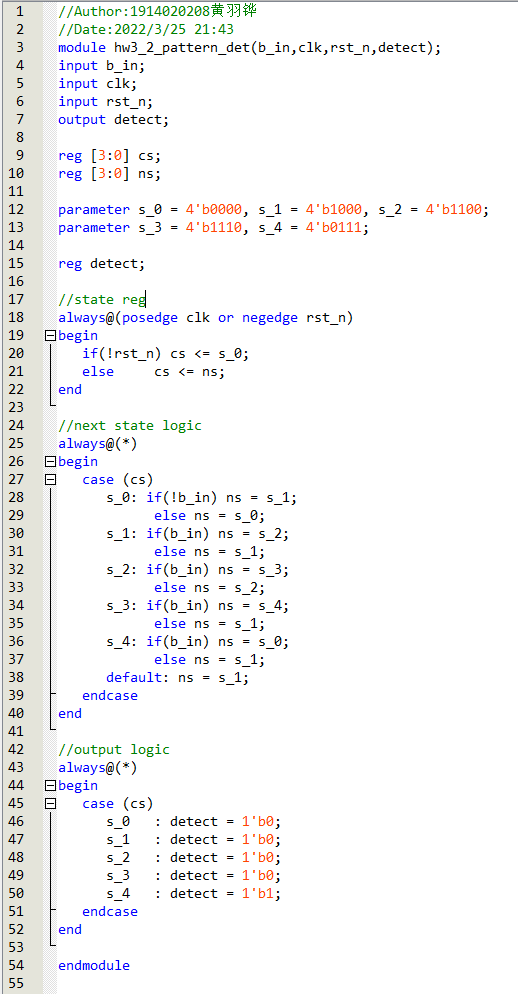 1 //Author:1914020208黄羽铧
2 //Date:2022/3/25 21:43
3 module hw3_2_pattern_det(b_in,clk,rst_n,detect);
4 input b_in;
5 input clk;
6 input rst_n;
7 output detect;
8
9 reg [3:0] cs;
10 reg [3:0] ns;
11
12 parameter s_0 = 4'b0000, s_1 = 4'b1000, s_2 = 4'b1100;
13 parameter s_3 = 4'b1110, s_4 = 4'b0111;
14
15 reg detect;
16
17 //state reg
18 always@(posedge clk or negedge rst_n)
19 begin
20    if(!rst_n) cs <= s_0;
21    else     cs <= ns;
22 end
23
24 //next state logic
25 always@(*)
26 begin
27    case (cs)
28       s_0: if(!b_in) ns = s_1;
29             else ns = s_0;
30       s_1: if(b_in) ns = s_2;
31             else ns = s_1;
32       s_2: if(b_in) ns = s_3;
33             else ns = s_2;
34       s_3: if(b_in) ns = s_4;
35             else ns = s_1;
36       s_4: if(b_in) ns = s_0;
37             else ns = s_1;
38       default: ns = s_1;
39    endcase
40 end
41
42 //output logic
43 always@(*)
44 begin
45    case (cs)
46       s_0   : detect = 1'b0;
47       s_1   : detect = 1'b0;
48       s_2   : detect = 1'b0;
49       s_3   : detect = 1'b0;
50       s_4   : detect = 1'b1;
51    endcase
52 end
53
54 endmodule
55